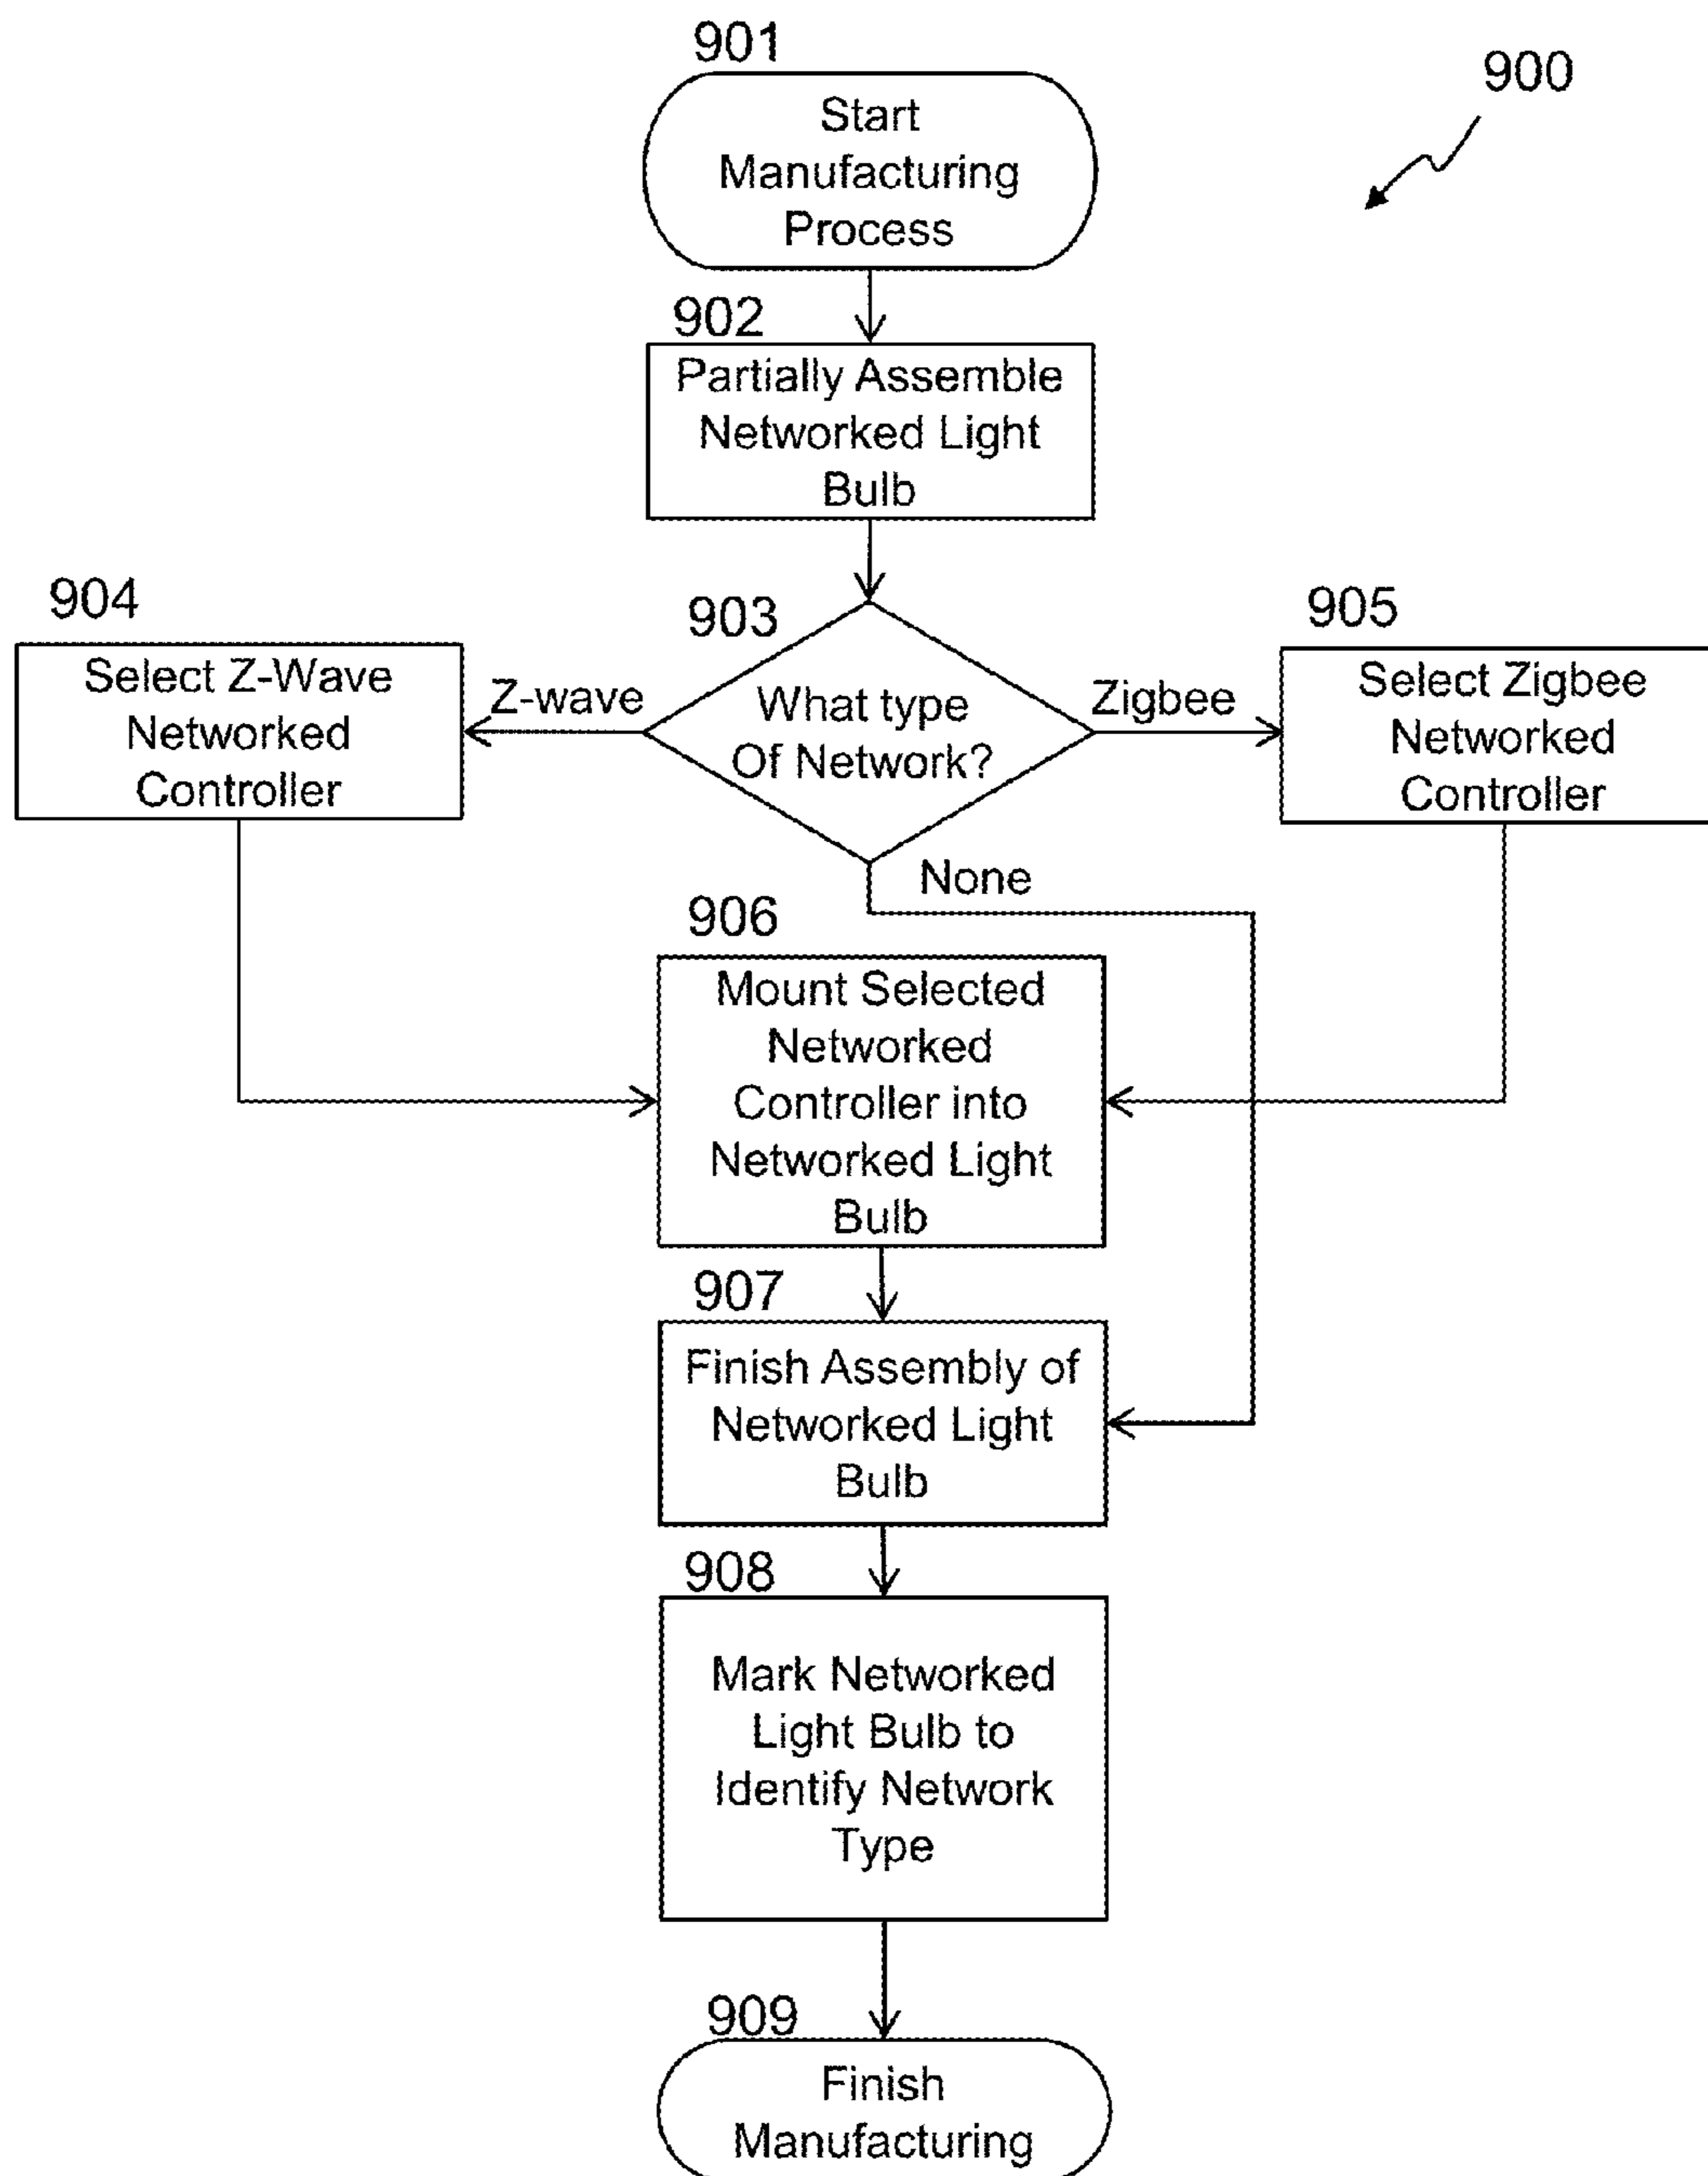 901
Start
Manufacturing
Process
900
902
Partially Assemble
Networked Light
Bulb
903
What type
Of Network?
904
Select Z-Wave
Networked
Controller
Z-wave
Zigbee
905
Select Zigbee
Networked
Controller
None
906
Mount Selected
Networked
Controller into
Networked Light
Bulb
907
Finish Assembly of
Networked Light
Bulb
908
Mark Networked
Light Bulb to
Identify Network
Type
909
Finish
Manufacturing